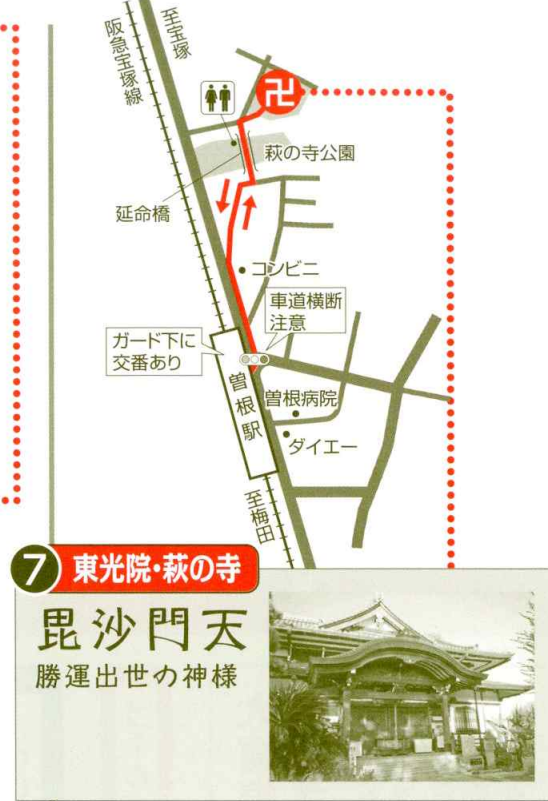 至宝塚
阪急宝塚線
卍
萩の寺公園
延命橋
コンビニ
車道横断
注意
ガード下に
交番あり
曽根駅
曽根病院
ダイエー
至梅田
7 東光院・萩の寺
毘沙門天
勝運出世の神様